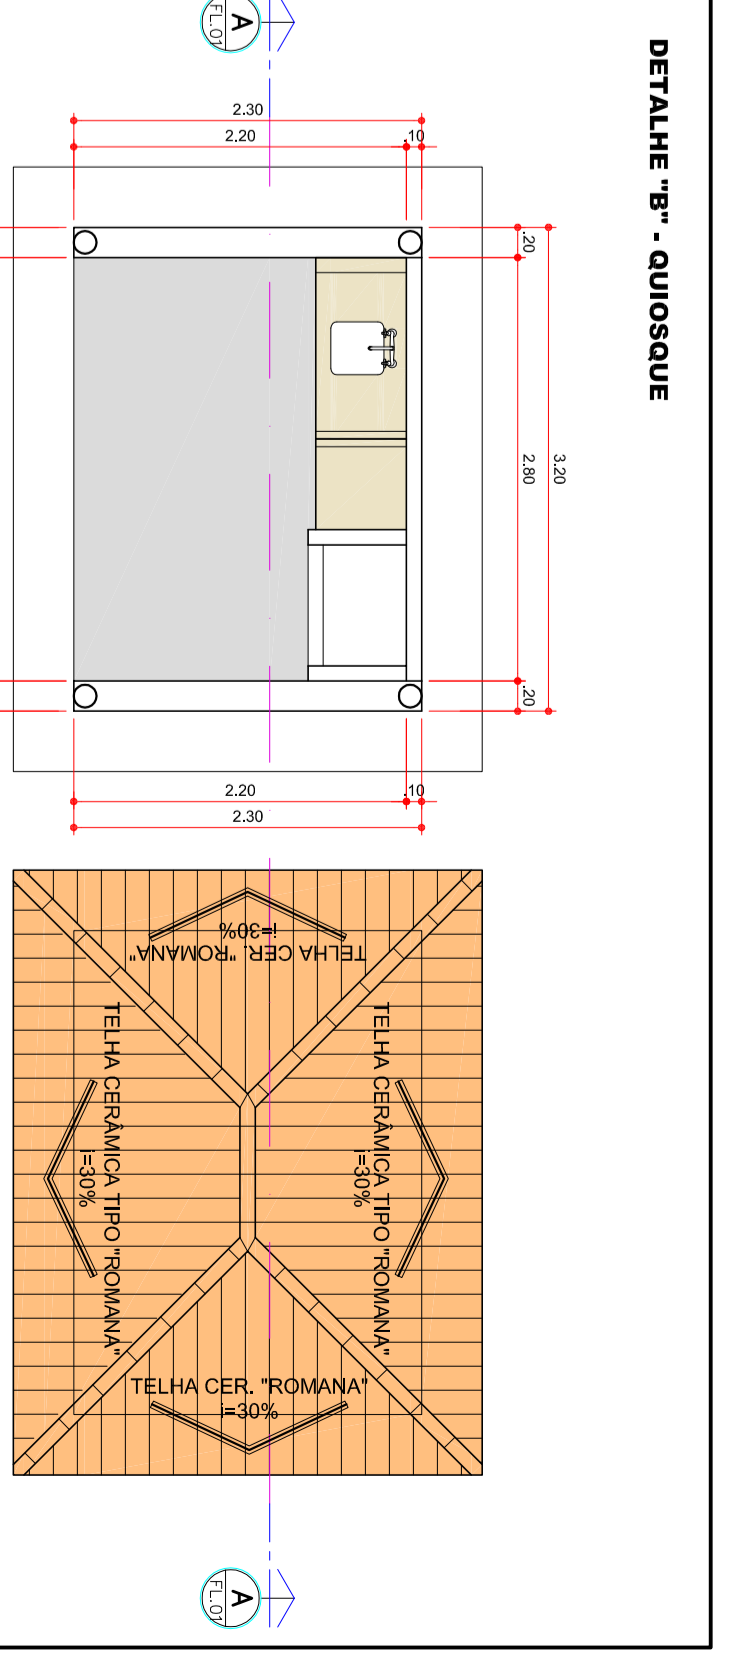 DETALHE "B" - QUIOSQUE
A
FL.01
2.30
2.20
.10
.20
2.80
3.20
.20
2.20
.10
2.30
i=30%
TELHA CER. "ROMANA"
TELHA CERÂMICA TIPO "ROMANA"
i=30%
TELHA CERÂMICA TIPO "ROMANA"
i=30%
TELHA CER. "ROMANA"
i=30%
A
FL.01